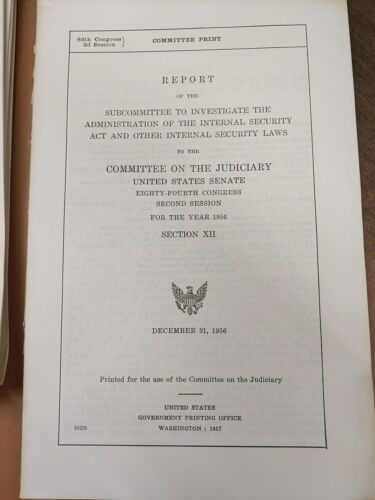 84th Congress
2d Session
COMMITTEE PRINT
REPORT
OF THE
SUBCOMMITTEE TO INVESTIGATE THE
ADMINISTRATION OF THE INTERNAL SECURITY
ACT AND OTHER INTERNAL SECURITY LAWS
TO THE
COMMITTEE ON THE JUDICIARY
UNITED STATES SENATE
EIGHTY-FOURTH CONGRESS
SECOND SESSION
FOR THE YEAR 1956
SECTION XII
DECEMBER 31, 1956
Printed for the use of the Committee on the Judiciary
UNITED STATES
GOVERNMENT PRINTING OFFICE
WASHINGTON : 1957